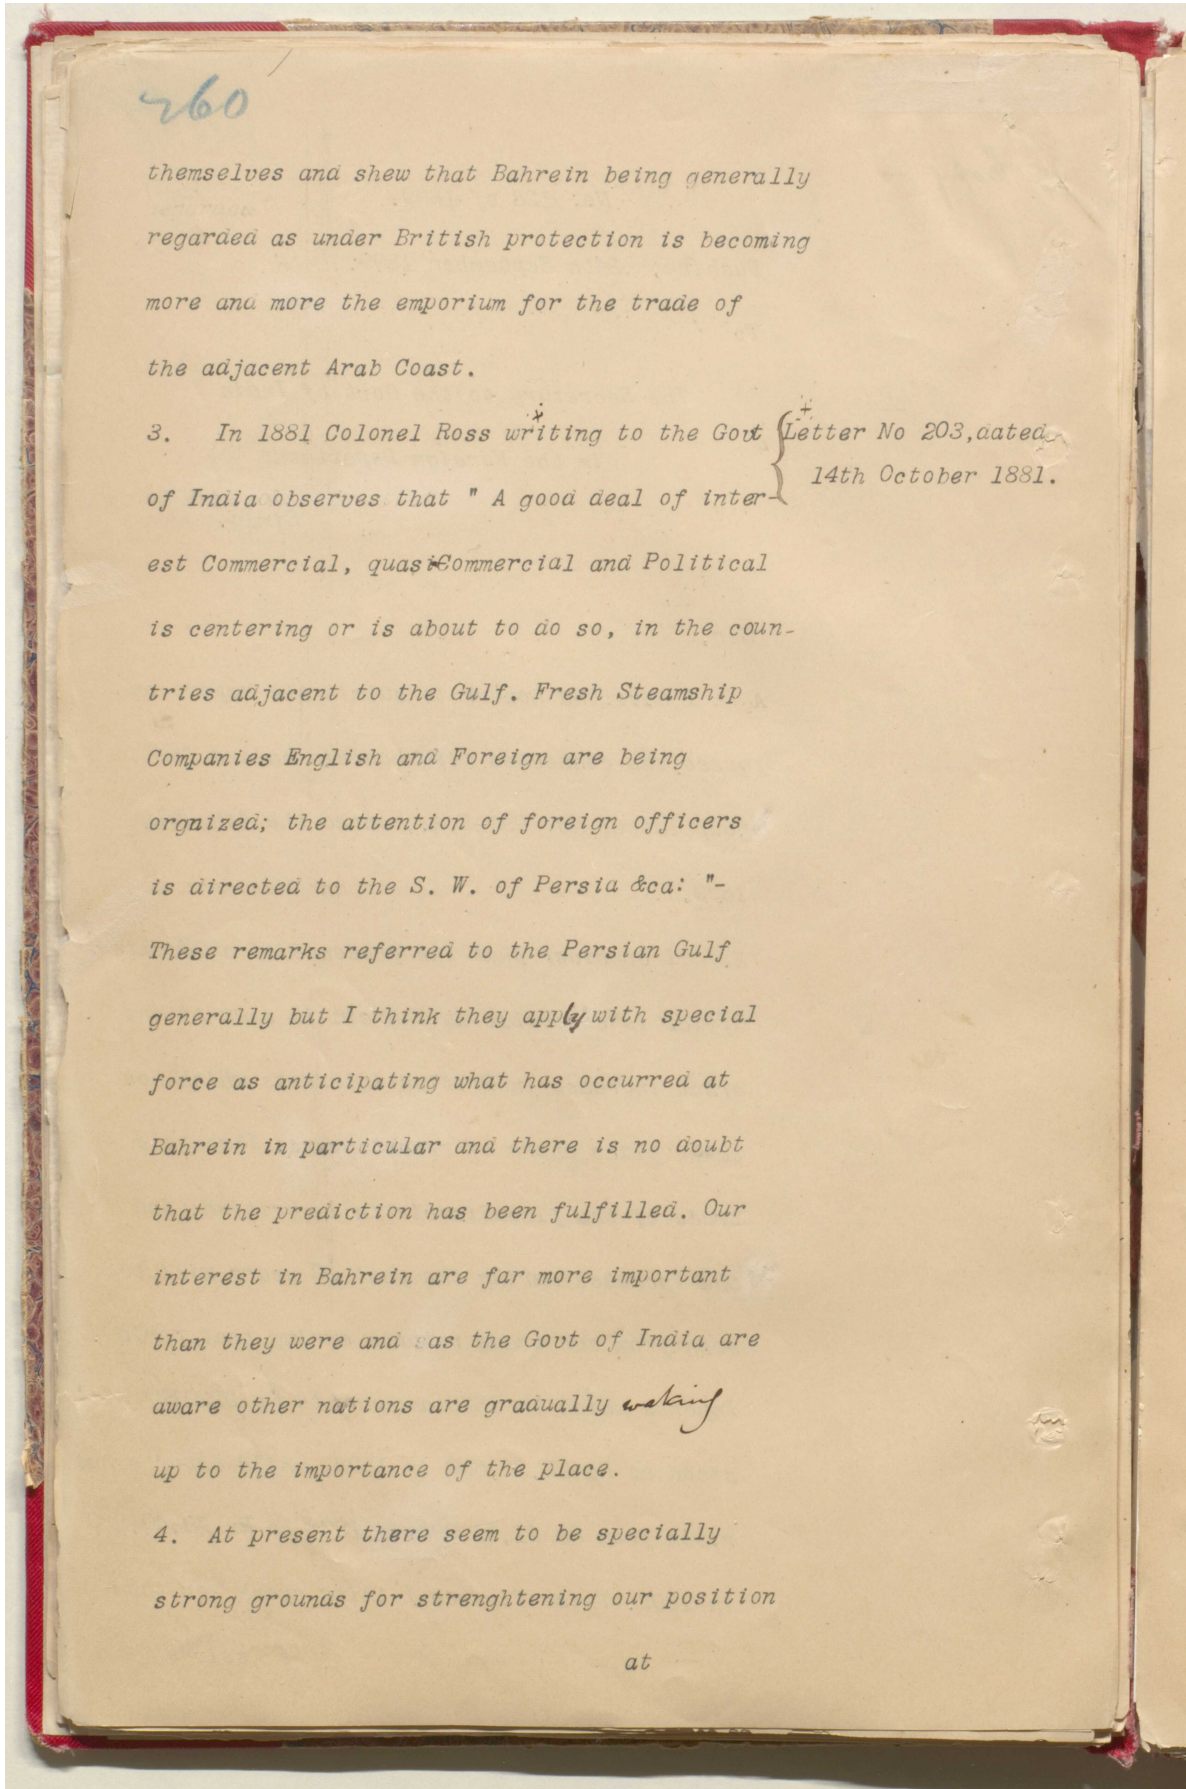 260
themselves and shew that Bahrein being generally
regarded as under British protection is becoming
more and more the emporium for the trade of
the adjacent Arab Coast.
3. In 1881 Colonel Ross writing to the Govt
Letter No 203, dated
14th October 1881.
of India observes that " A good deal of inter-
est Commercial, quasi-Commercial and Political
is centering or is about to do so, in the coun-
tries adjacent to the Gulf. Fresh Steamship
Companies English and Foreign are being
orgnized; the attention of foreign officers
is directed to the S. W. of Persia &ca: "-
These remarks referred to the Persian Gulf
generally but I think they apply with special
force as anticipating what has occurred at
Bahrein in particular and there is no doubt
that the prediction has been fulfilled. Our
interest in Bahrein are far more important
than they were and as the Govt of India are
aware other nations are gradually waking
up to the importance of the place.
4. At present there seem to be specially
strong grounds for strenghtening our position
at